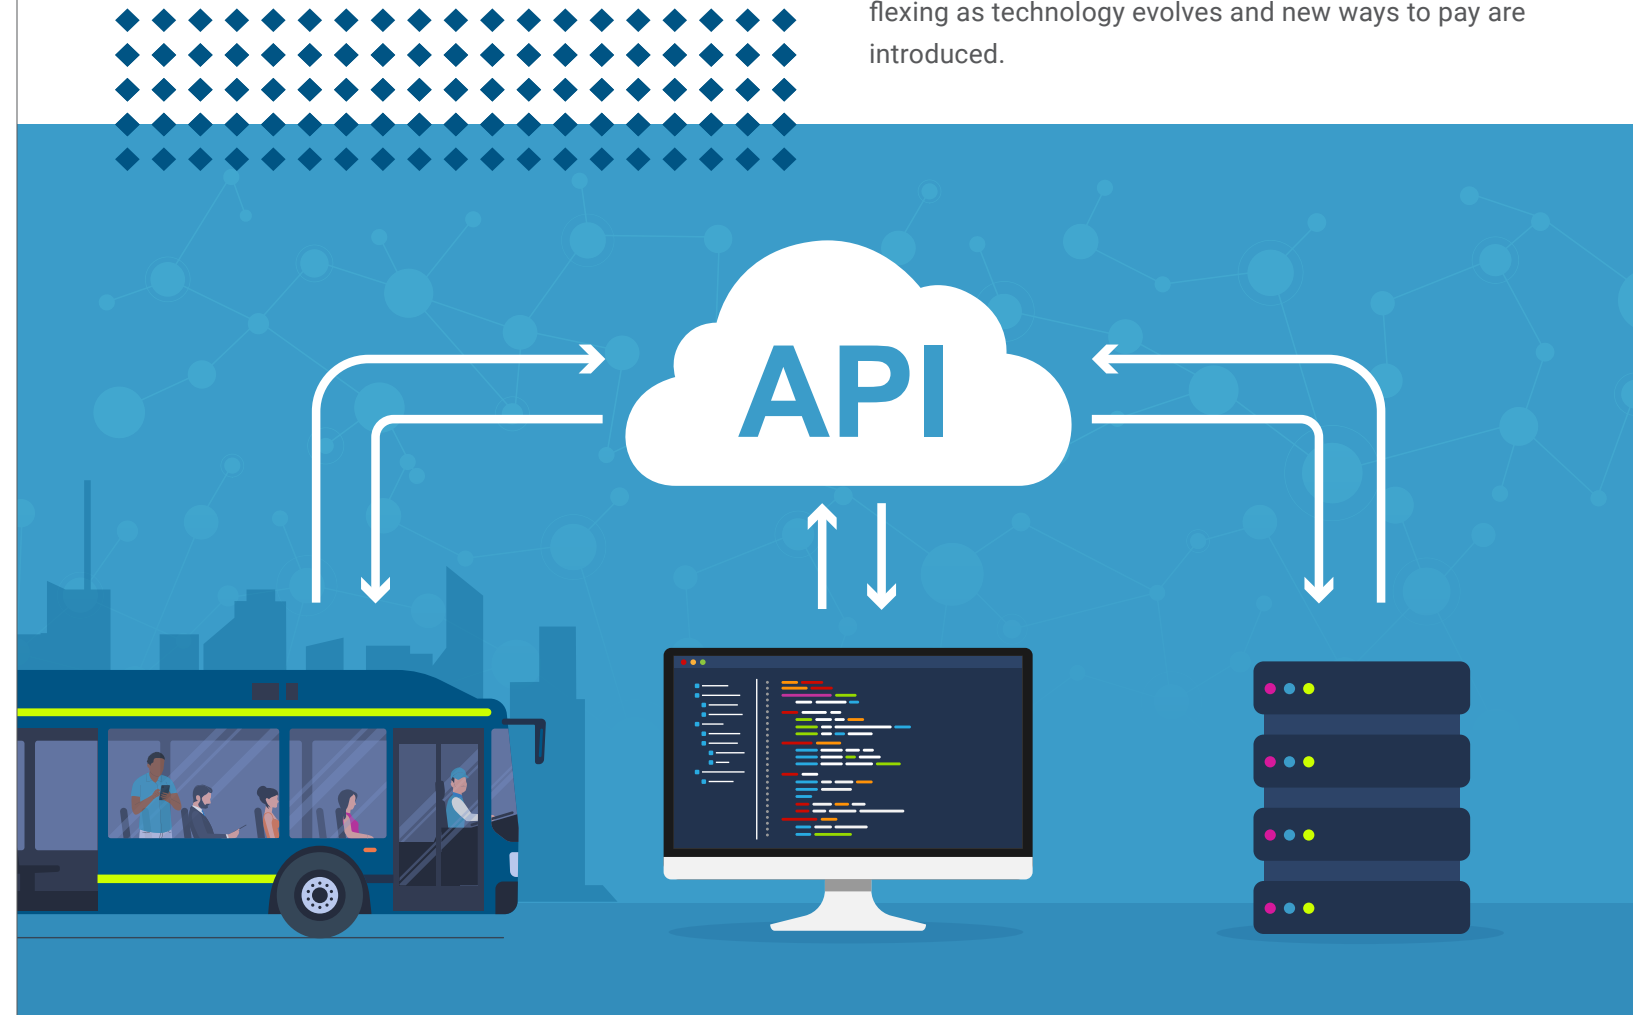 flexing as technology evolves and new ways to pay are
introduced.
API